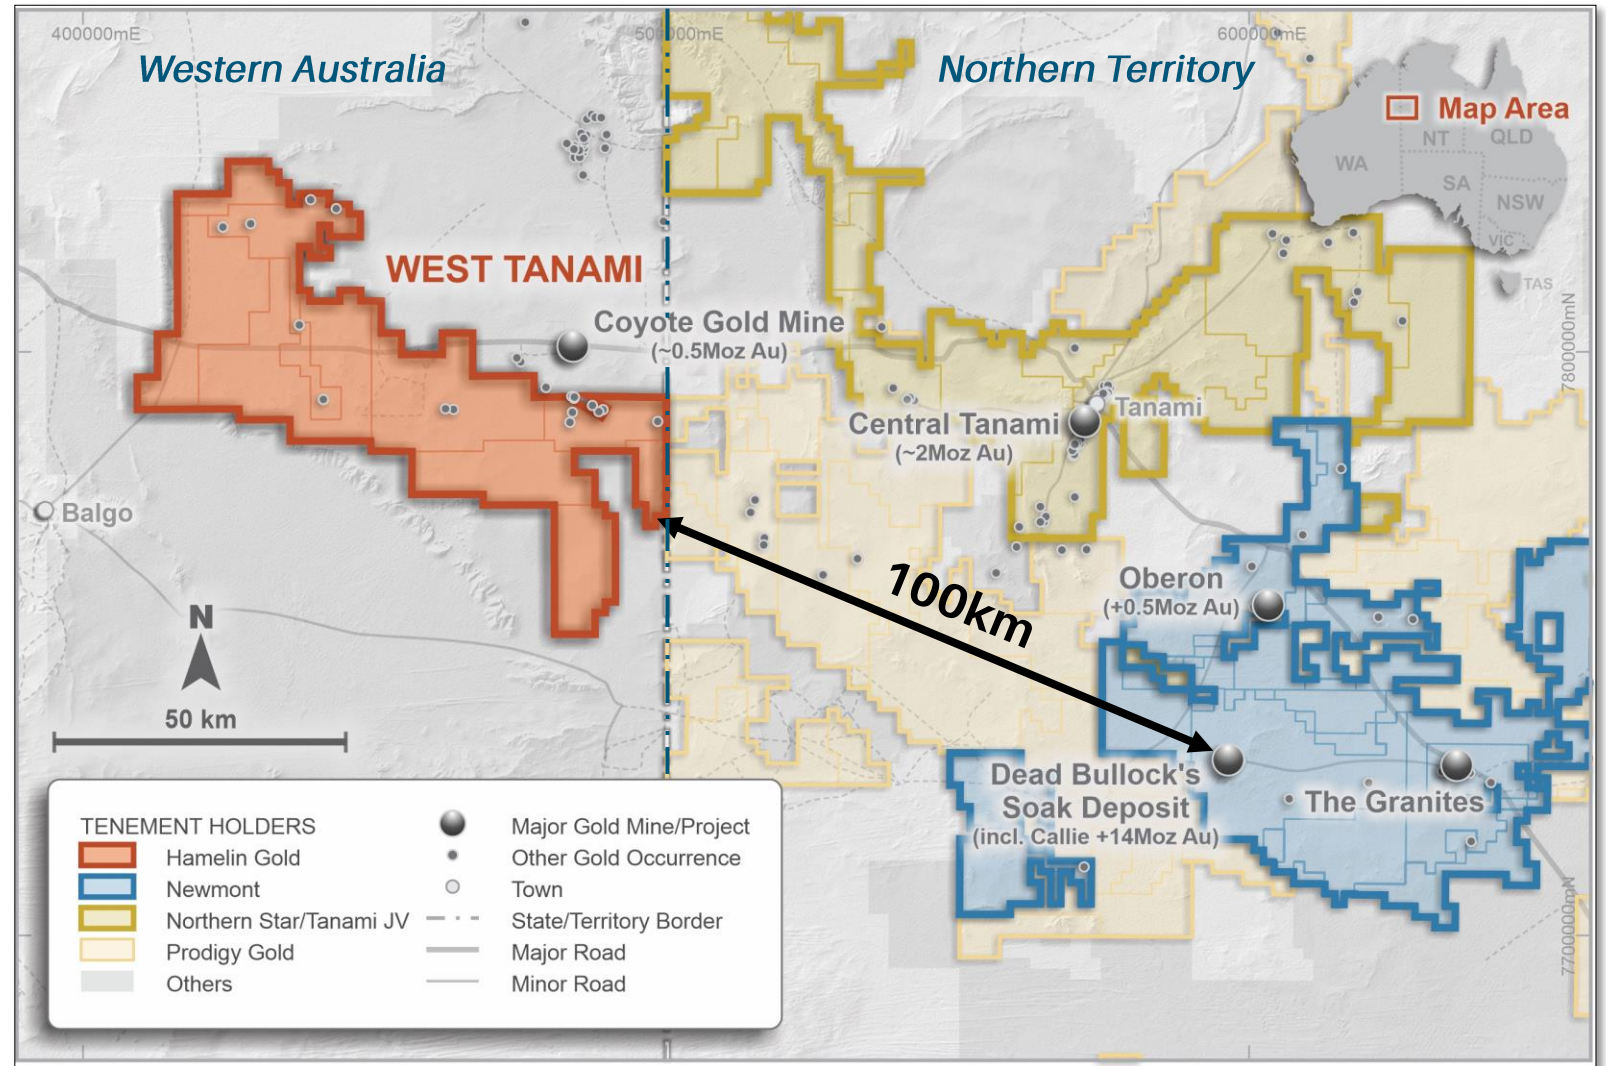 400000mE
500000mE
600000mE
Western Australia
Northern Territory
Map Area
WA
NT
QLD
SA
NSW
VIC
TAS
WEST TANAMI
Coyote Gold Mine
(~0.5Moz Au)
7800000mN
Central Tanami
(~2Moz Au)
Tanami
Balgo
100km
Oberon
(+0.5Moz Au)
N
50 km
Dead Bullock's
Soak Deposit
(incl. Callie +14Moz Au)
The Granites
7700000mN
TENEMENT HOLDERS
Hamelin Gold
Newmont
Northern Star/Tanami JV
Prodigy Gold
Others
Major Gold Mine/Project
Other Gold Occurrence
Town
State/Territory Border
Major Road
Minor Road